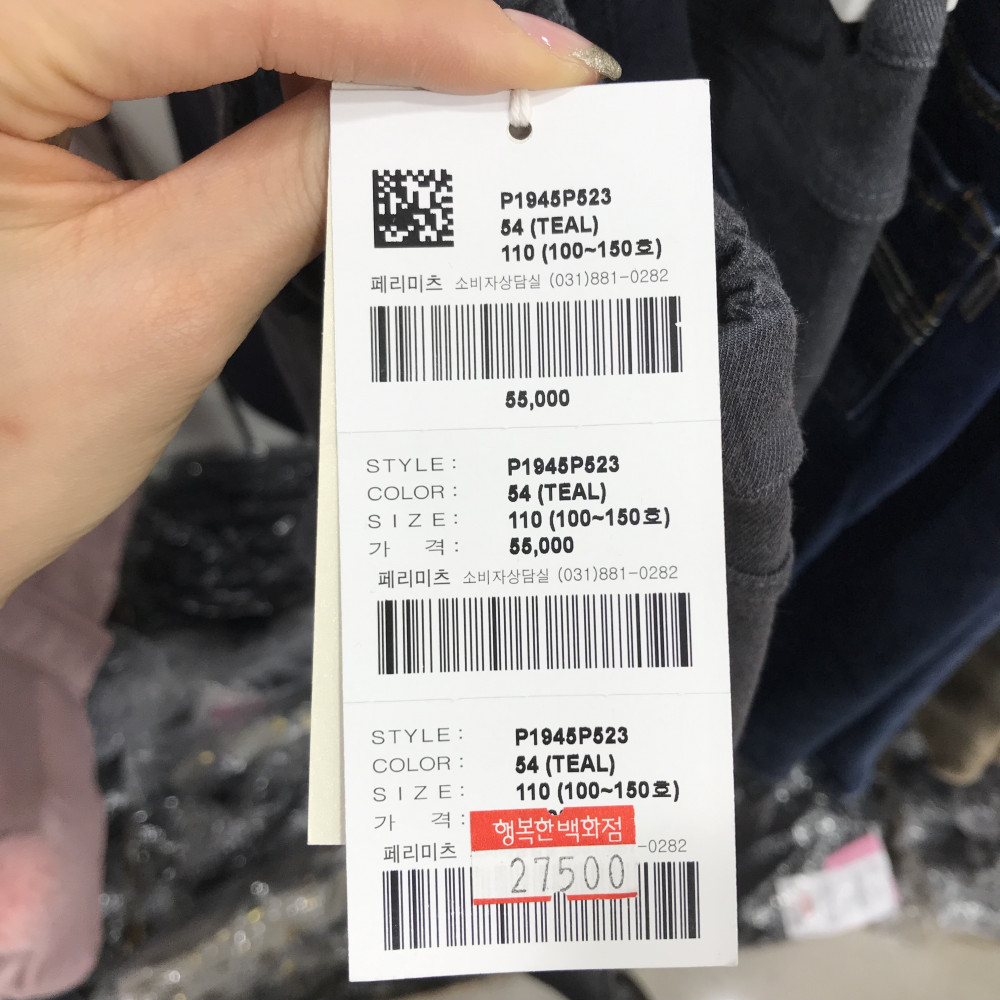 P1945P523
54 (TEAL)
110 (100~150호)
페리미츠 소비자상담실 (031)881-0282
55,000
STYLE : P1945P523
COLOR : 54 (TEAL)
SIZE : 110 (100~150호)
가 격 : 55,000
페리미츠 소비자상담실 (031)881-0282
STYLE : P1945P523
COLOR : 54 (TEAL)
SIZE : 110 (100~150호)
가 격 :
행복한백화점
페리미츠 -0282
27500